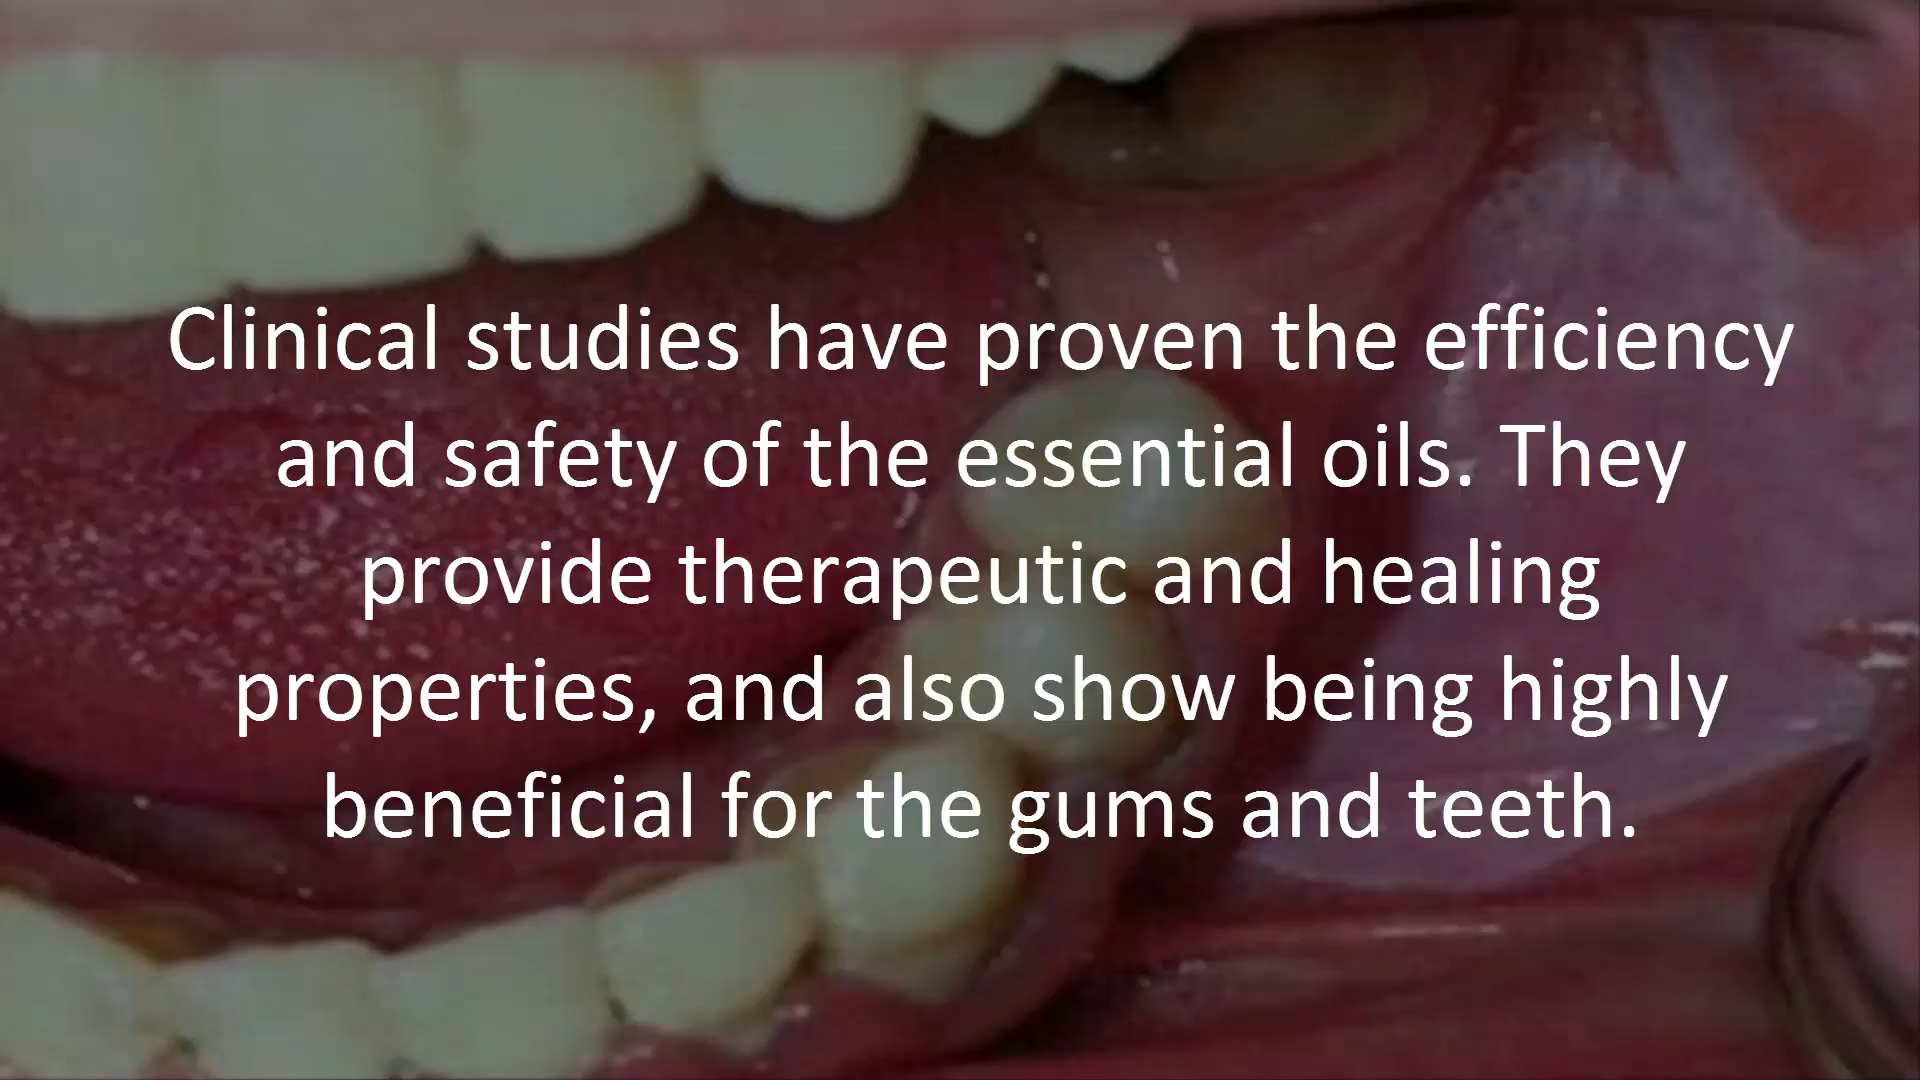 Clinical studies have proven the efficiency
and safety of the essential oils. They
provide therapeutic and healing
properties, and also show being highly
beneficial for the gums and teeth.